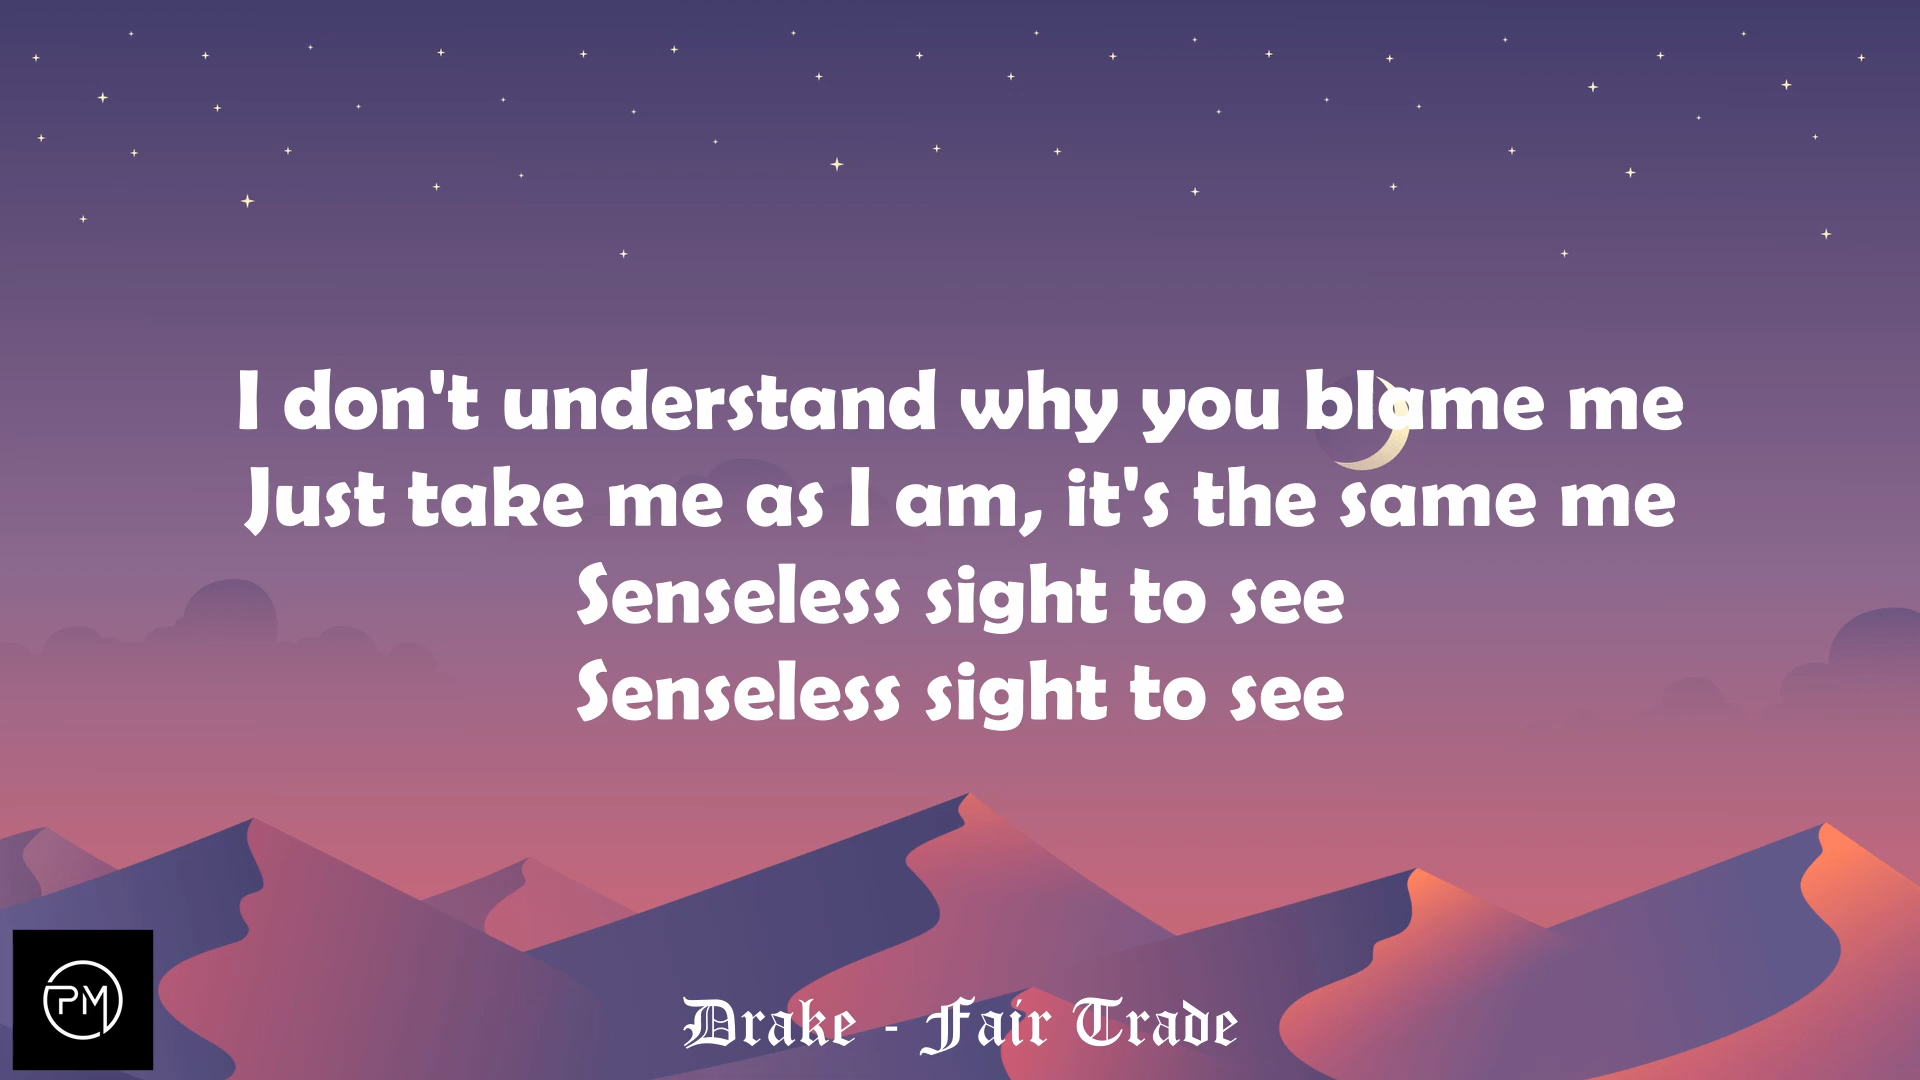 I don't understand why you blame me
Just take me as I am, it's the same me
Senseless sight to see
Senseless sight to see
PM
Drake - Fair Trade